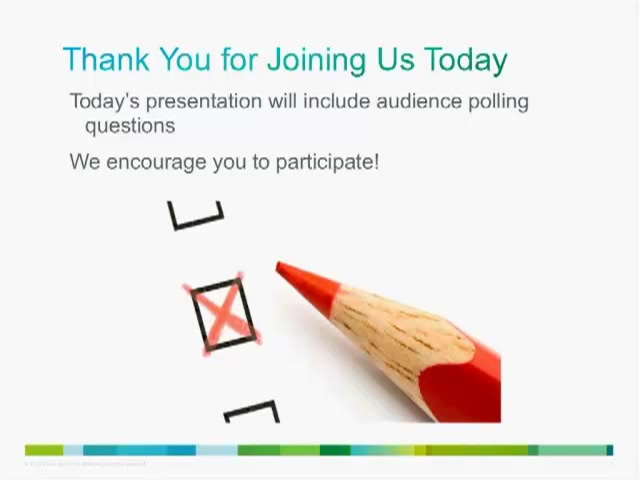 Thank You for Joining Us Today
Today's presentation will include audience polling
questions
We encourage you to participate!